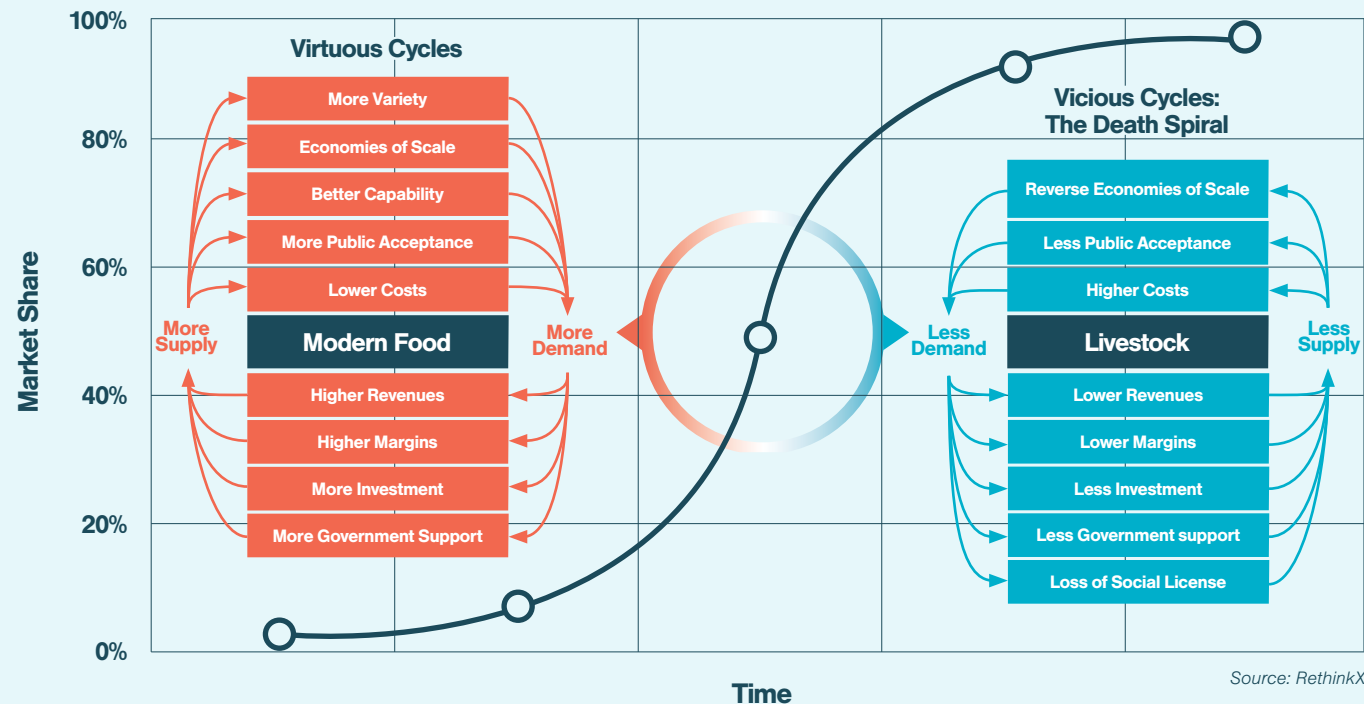 Market Share
100%
80%
60%
40%
20%
0%
Virtuous Cycles
More Variety
Economies of Scale
Better Capability
More Public Acceptance
Lower Costs
More
Supply
Modern Food
More
Demand
Higher Revenues
Higher Margins
More Investment
More Government Support
Vicious Cycles:
The Death Spiral
Reverse Economies of Scale
Less Public Acceptance
Higher Costs
Less
Demand
Livestock
Less
Supply
Lower Revenues
Lower Margins
Less Investment
Less Government support
Loss of Social License
Time
Source: RethinkX